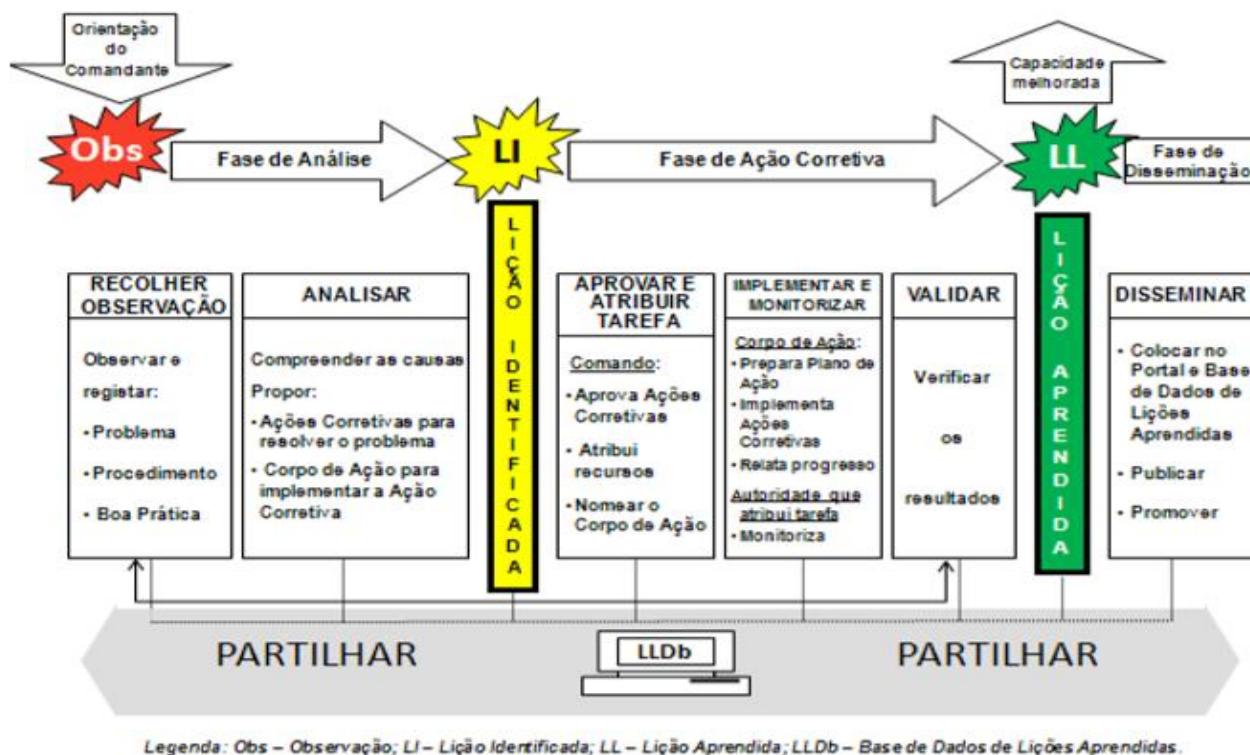 Orientação
do
Comandante
Capacidade
melhorada
Obs
Fase de Análise
LI
Fase de Ação Corretiva
LL
Fase de
Disseminação
RECOLHER
OBSERVAÇÃO
Observar e
registar:
• Problema
• Procedimento
• Boa Prática
ANALISAR
Compreender as causas
Propor:
• Ações Corretivas para
resolver o problema
• Corpo de Ação para
implementar a Ação
Corretiva
LIÇÃO IDENTIFICADA
APROVAR E
ATRIBUIR
TAREFA
Comando:
• Aprova Ações
Corretivas
• Atribui
recursos
• Nomear o
Corpo de Ação
IMPLEMENTAR E
MONITORIZAR
Corpo de Ação:
• Prepara Plano de
Ação
• Implementa
Ações
Corretivas
• Relata progresso
Autoridade que
atribui tarefa
• Monitoriza
VALIDAR
Verificar
os
resultados
LIÇÃO APRENDIDA
DISSEMINAR
• Colocar no
Portal e Base
de Dados de
Lições
Aprendidas
• Publicar
• Promover
PARTILHAR
LLDb
PARTILHAR
Legenda: Obs – Observação; LI – Lição Identificada; LL – Lição Aprendida; LLDb – Base de Dados de Lições Aprendidas.